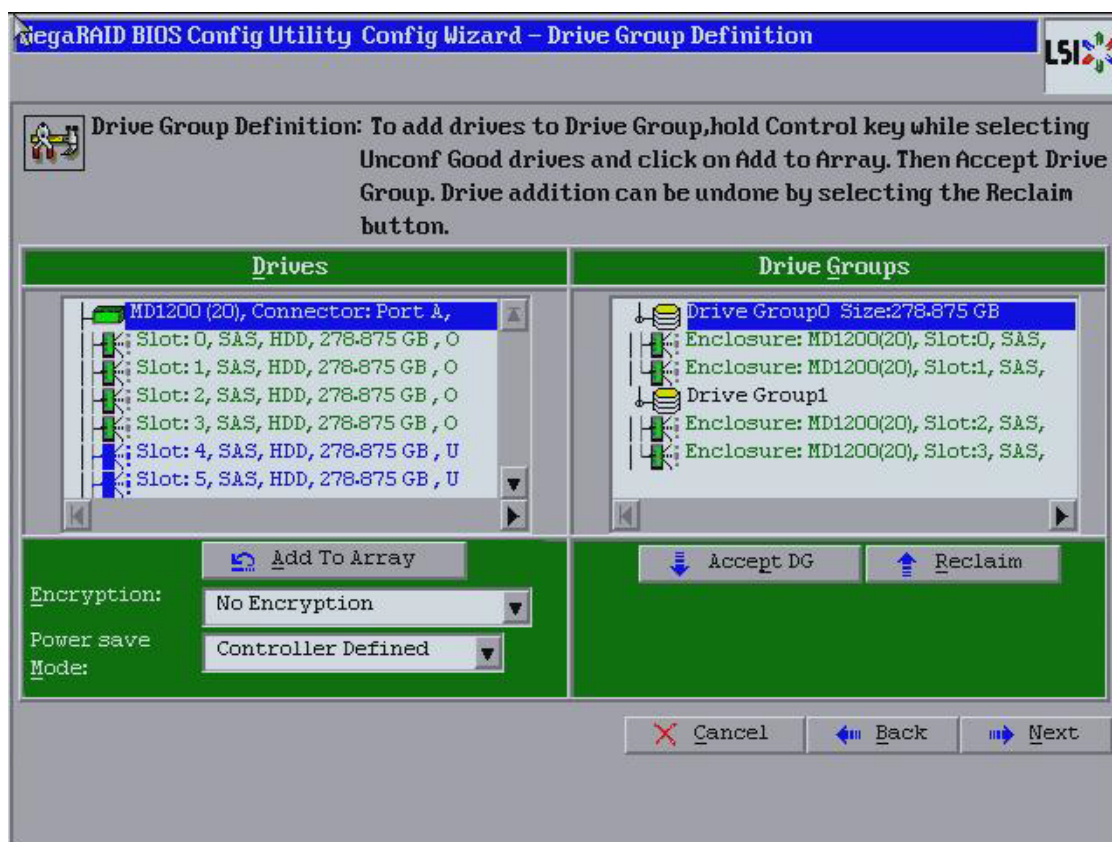 MegaRAID BIOS Config Utility Config Wizard – Drive Group Definition
LSI
Drive Group Definition: To add drives to Drive Group,hold Control key while selecting
Unconf Good drives and click on Add to Array. Then Accept Drive
Group. Drive addition can be undone by selecting the Reclaim
button.
Drives
MD1200 (20), Connector: Port A,
Slot: 0, SAS, HDD, 278.875 GB , O
Slot: 1, SAS, HDD, 278.875 GB , O
Slot: 2, SAS, HDD, 278.875 GB , O
Slot: 3, SAS, HDD, 278.875 GB , O
Slot: 4, SAS, HDD, 278.875 GB , U
Slot: 5, SAS, HDD, 278.875 GB , U
Drive Groups
Drive Group0 Size:278.875 GB
Enclosure: MD1200(20), Slot:0, SAS,
Enclosure: MD1200(20), Slot:1, SAS,
Drive Group1
Enclosure: MD1200(20), Slot:2, SAS,
Enclosure: MD1200(20), Slot:3, SAS,
Add To Array
Encryption: No Encryption
Power save Mode: Controller Defined
Accept DG
Reclaim
Cancel
Back
Next